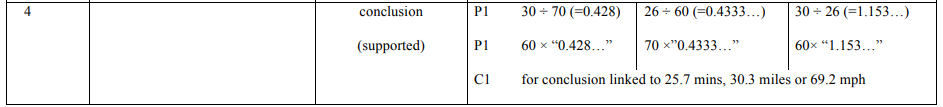 4 conclusion P1 30 ÷ 70 (=0.428) 26 ÷ 60 (=0.4333…) 30 ÷ 26 (=1.153…)
(supported) P1 60 × “0.428…” 70 ×”0.4333…” 60× “1.153…”
C1 for conclusion linked to 25.7 mins, 30.3 miles or 69.2 mph